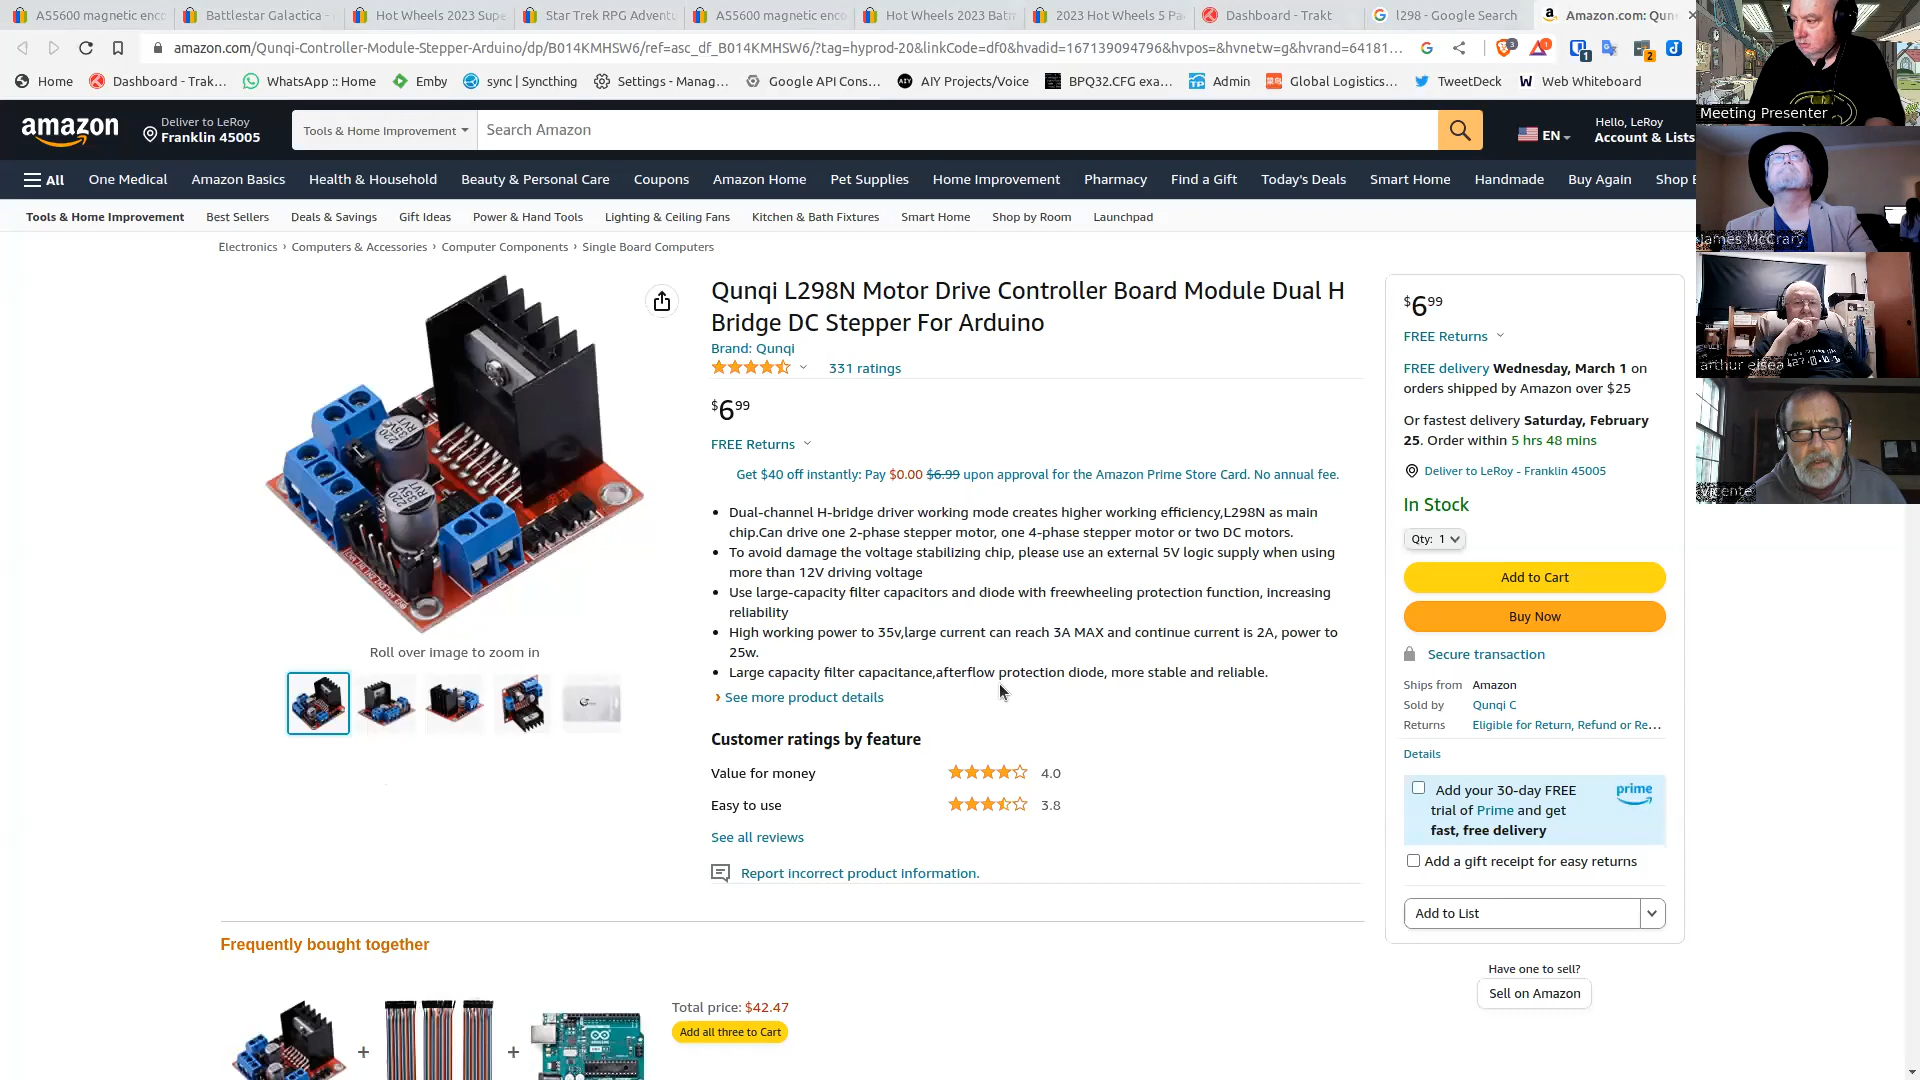 AS5600 magnetic enc
Battlestar Galactica -
Hot Wheels 2023 Supe
Star Trek RPG Adventu
AS5600 magnetic enco
Hot Wheels 2023 Batm
2023 Hot Wheels 5 Pa
Dashboard - Trakt
l298 - Google Search
Amazon.com: Qun
amazon.com/Qunqi-Controller-Module-Stepper-Arduino/dp/B014KMHSW6/ref=asc_df_B014KMHSW6/?tag=hyprod-20&linkCode=df0&hvadid=167139094796&hvpos=&hvnetw=g&hvrand=64181...
Home
Dashboard - Trak...
WhatsApp :: Home
Emby
sync | Syncthing
Settings - Manag...
Google API Cons...
AIY Projects/Voice
BPQ32.CFG exa...
Admin
Global Logistics...
TweetDeck
Web Whiteboard
Meeting Presenter
James McCrary
arthur eisea
vicente
amazon
Deliver to LeRoy
Franklin 45005
Tools & Home Improvement
Search Amazon
EN
Hello, LeRoy
Account & Lists
All
One Medical
Amazon Basics
Health & Household
Beauty & Personal Care
Coupons
Amazon Home
Pet Supplies
Home Improvement
Pharmacy
Find a Gift
Today's Deals
Smart Home
Handmade
Buy Again
Shop B
Tools & Home Improvement
Best Sellers
Deals & Savings
Gift Ideas
Power & Hand Tools
Lighting & Ceiling Fans
Kitchen & Bath Fixtures
Smart Home
Shop by Room
Launchpad
Electronics › Computers & Accessories › Computer Components › Single Board Computers
Roll over image to zoom in
Qunqi L298N Motor Drive Controller Board Module Dual H
Bridge DC Stepper For Arduino
Brand: Qunqi
331 ratings
$6.99
FREE Returns
Get $40 off instantly: Pay $0.00 $6.99 upon approval for the Amazon Prime Store Card. No annual fee.
• Dual-channel H-bridge driver working mode creates higher working efficiency,L298N as main
chip.Can drive one 2-phase stepper motor, one 4-phase stepper motor or two DC motors.
• To avoid damage the voltage stabilizing chip, please use an external 5V logic supply when using
more than 12V driving voltage
• Use large-capacity filter capacitors and diode with freewheeling protection function, increasing
reliability
• High working power to 35v,large current can reach 3A MAX and continue current is 2A, power to
25w.
• Large capacity filter capacitance,afterflow protection diode, more stable and reliable.
› See more product details
Customer ratings by feature
Value for money 4.0
Easy to use 3.8
See all reviews
Report incorrect product information.
$6.99
FREE Returns
FREE delivery Wednesday, March 1 on
orders shipped by Amazon over $25
Or fastest delivery Saturday, February
25. Order within 5 hrs 48 mins
Deliver to LeRoy - Franklin 45005
In Stock
Qty: 1
Add to Cart
Buy Now
Secure transaction
Ships from Amazon
Sold by Qunqi C
Returns Eligible for Return, Refund or Re...
Details
Add your 30-day FREE
trial of Prime and get
fast, free delivery
prime
Add a gift receipt for easy returns
Add to List
Have one to sell?
Sell on Amazon
Frequently bought together
+
+
Total price: $42.47
Add all three to Cart